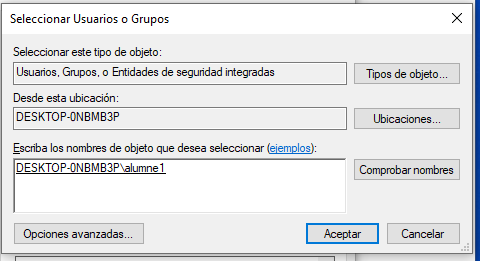 Seleccionar Usuarios o Grupos
Seleccionar este tipo de objeto:
Usuarios, Grupos, o Entidades de seguridad integradas
Tipos de objeto...
Desde esta ubicación:
DESKTOP-0NBMB3P
Ubicaciones...
Escriba los nombres de objeto que desea seleccionar (ejemplos):
DESKTOP-0NBMB3P\alumne1
Comprobar nombres
Opciones avanzadas...
Aceptar
Cancelar